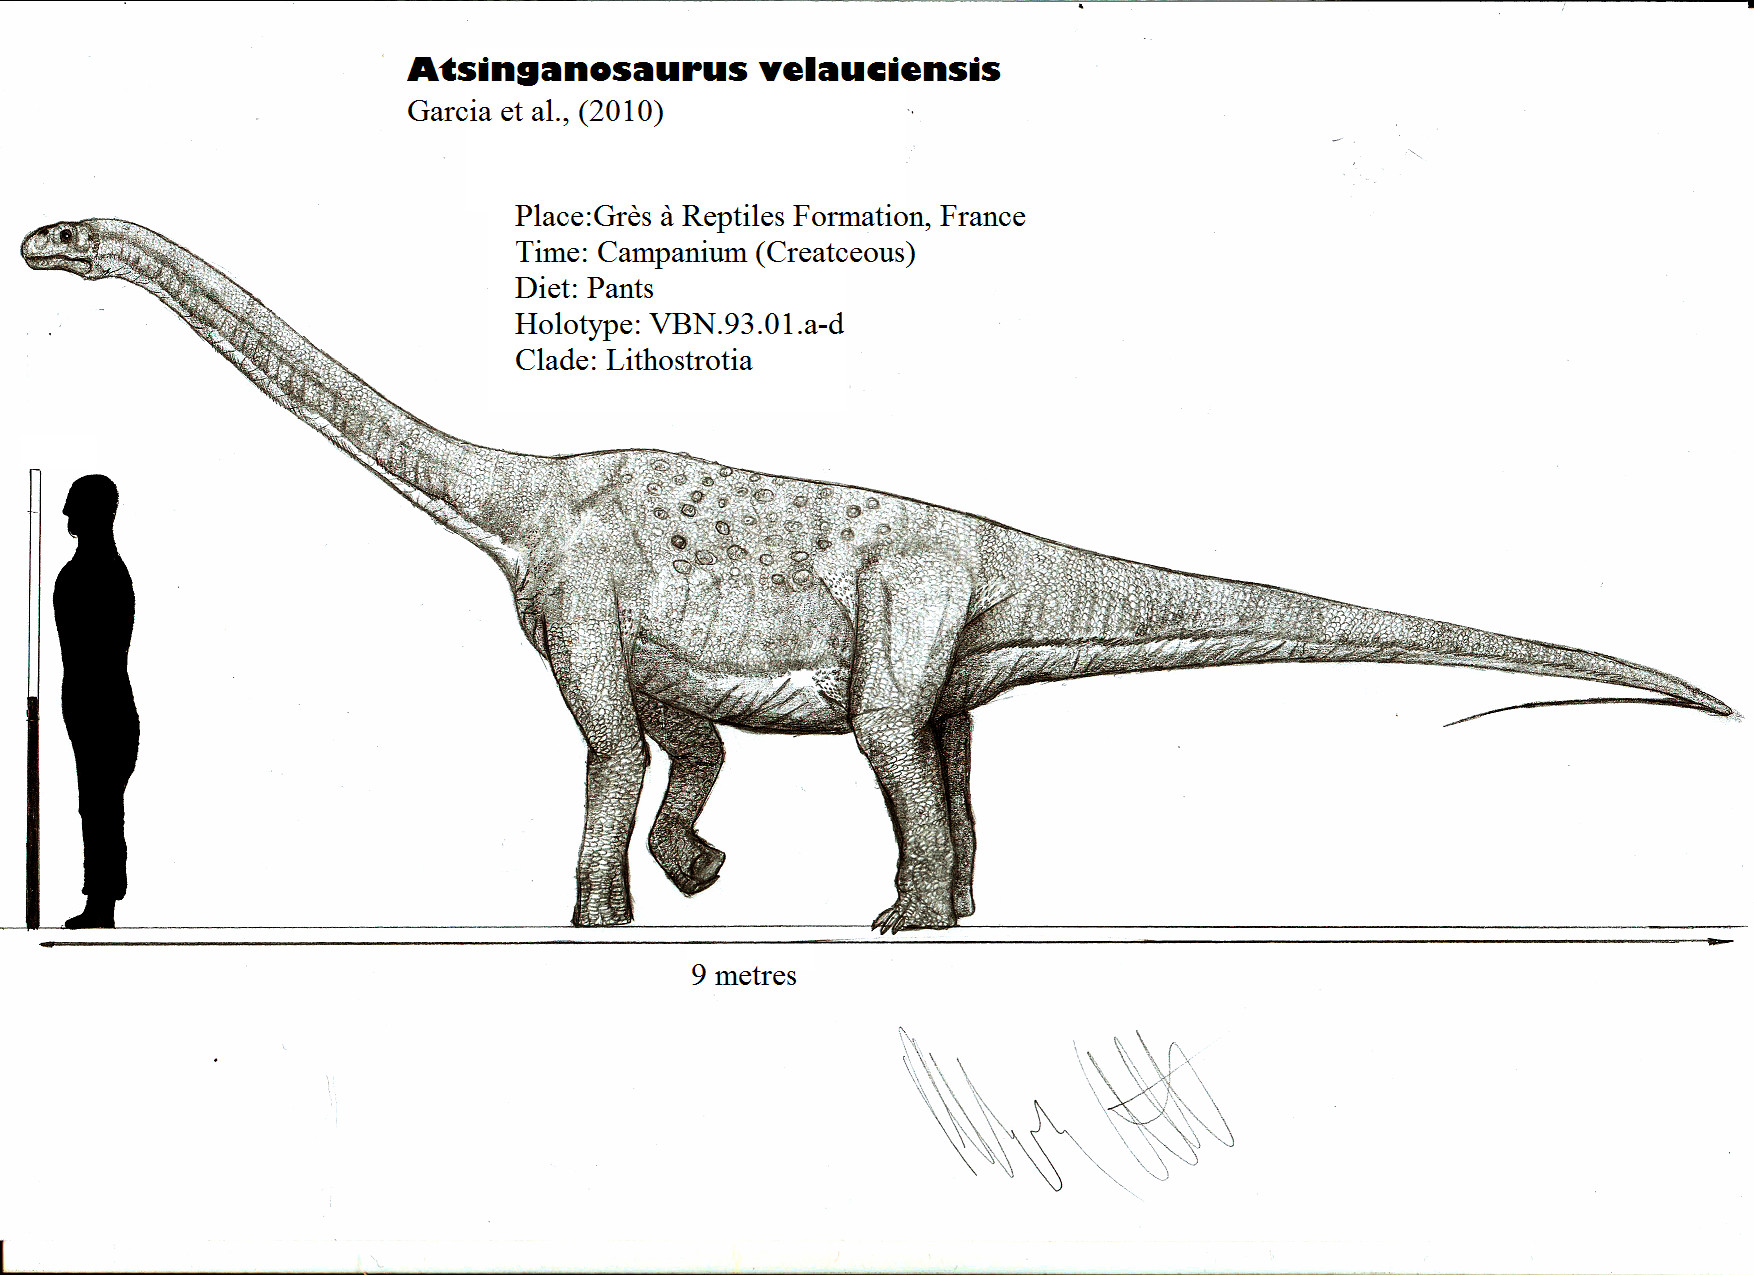 Atsinganosaurus velauciensis
Garcia et al., (2010)
Place:Grès à Reptiles Formation, France
Time: Campanium (Creatceous)
Diet: Pants
Holotype: VBN.93.01.a-d
Clade: Lithostrotia
9 metres